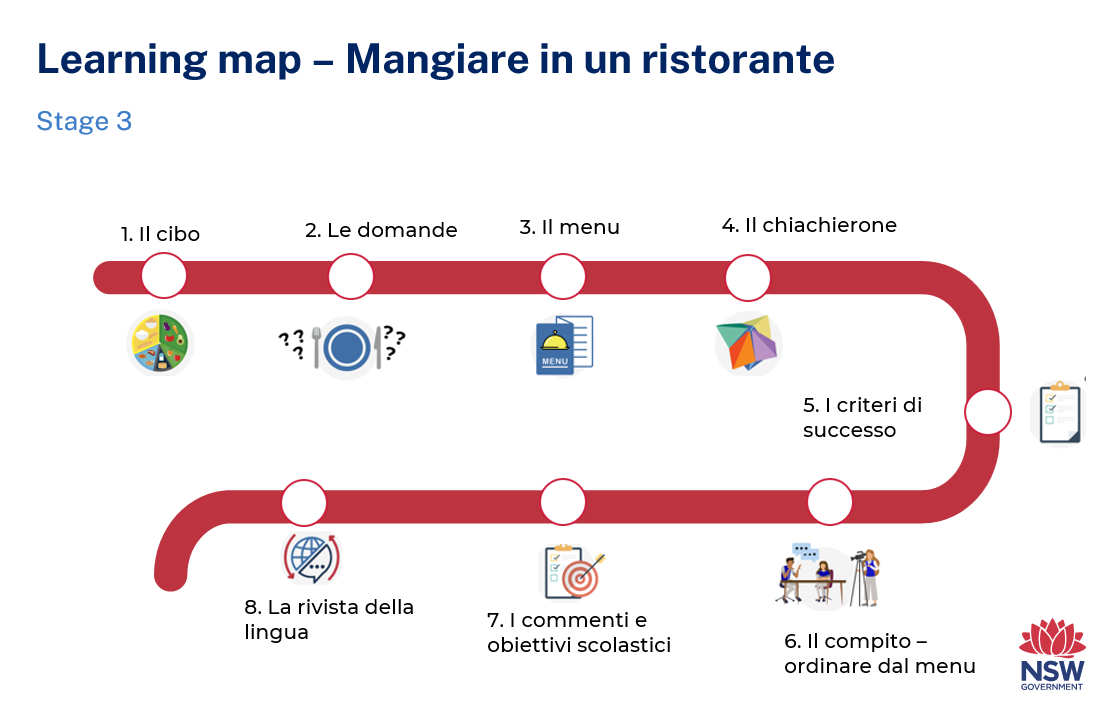 Learning map – Mangiare in un ristorante
Stage 3
1. Il cibo
2. Le domande
3. Il menu
4. Il chiachierone
??
?
??
?
MENU
5. I criteri di
successo
8. La rivista della
lingua
7. I commenti e
obiettivi scolastici
6. Il compito –
ordinare dal menu
NSW
GOVERNMENT